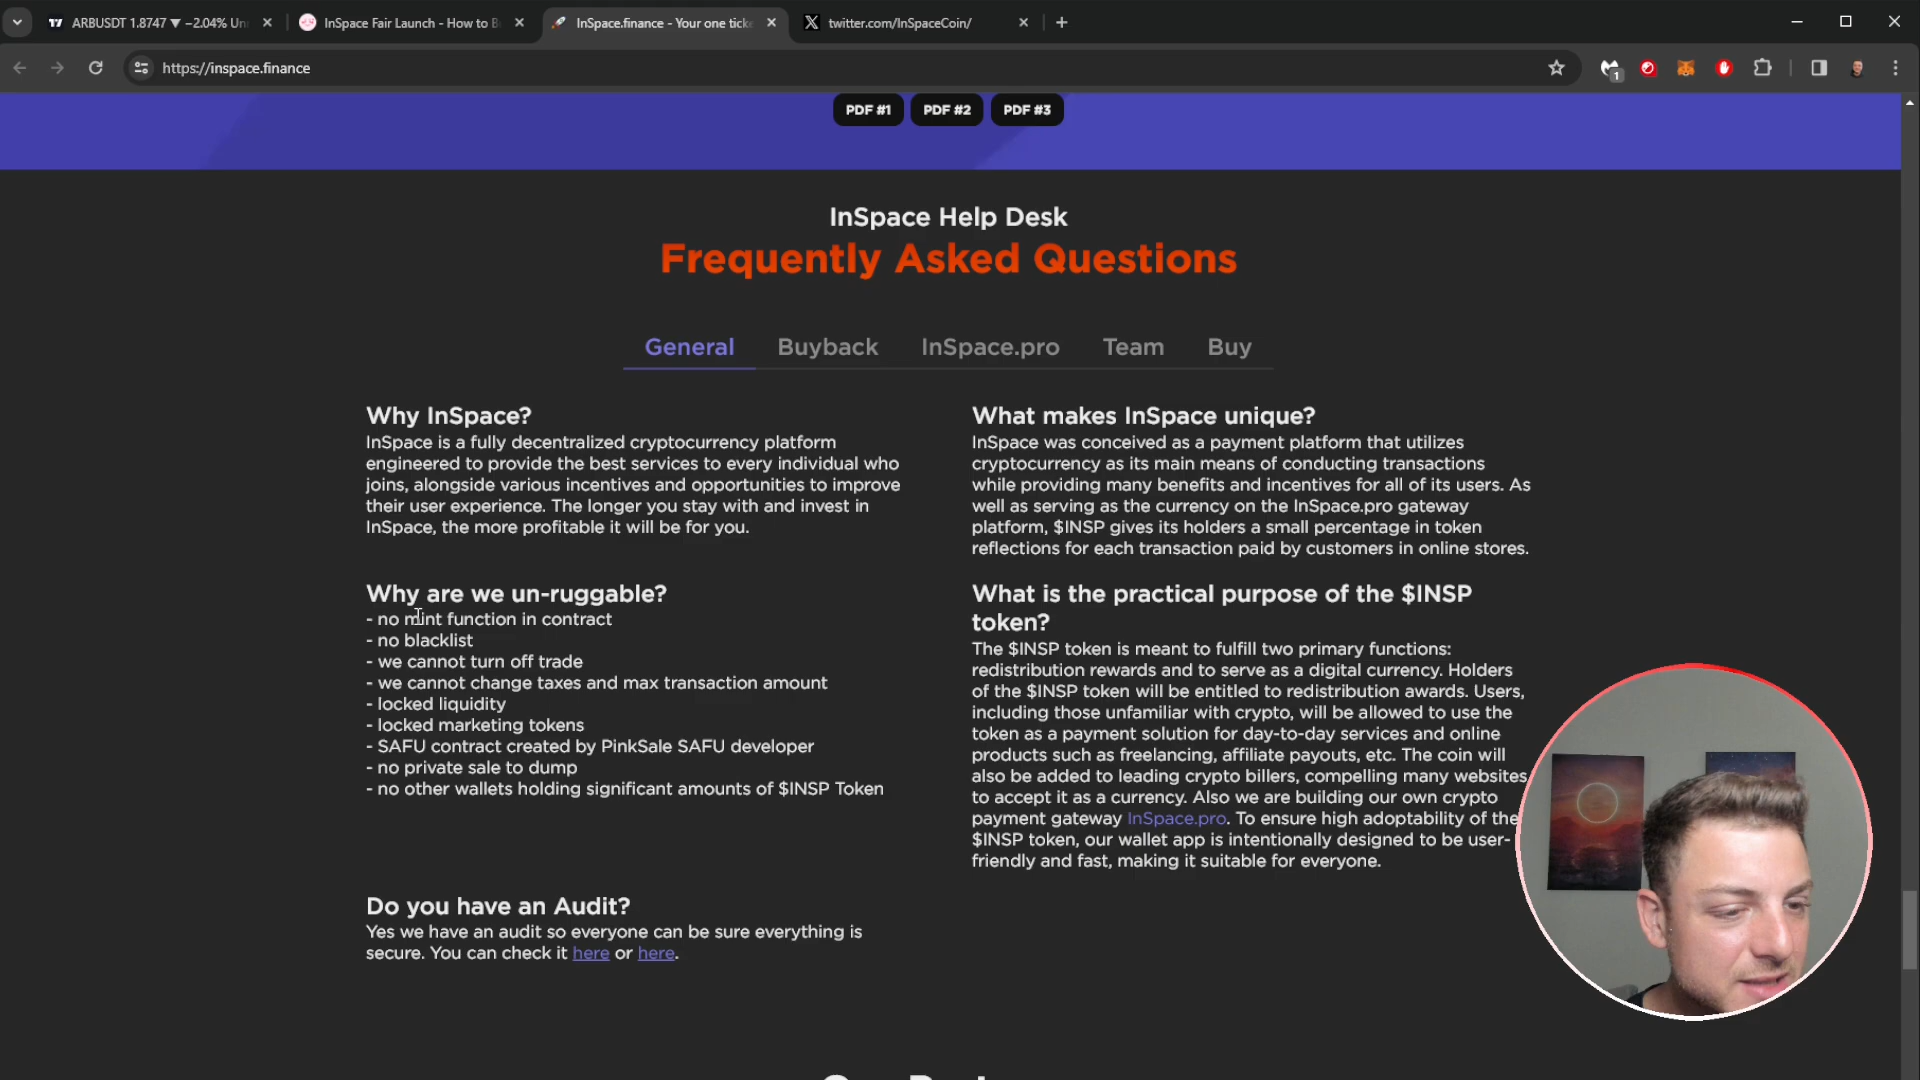 ARBUSDT 1.8747 ▼ −2.04% Un
InSpace Fair Launch - How to B
InSpace.finance - Your one ticke
twitter.com/InSpaceCoin/
https://inspace.finance
1
PDF #1 PDF #2 PDF #3
InSpace Help Desk
Frequently Asked Questions
General Buyback InSpace.pro Team Buy
Why InSpace?
InSpace is a fully decentralized cryptocurrency platform
engineered to provide the best services to every individual who
joins, alongside various incentives and opportunities to improve
their user experience. The longer you stay with and invest in
InSpace, the more profitable it will be for you.
What makes InSpace unique?
InSpace was conceived as a payment platform that utilizes
cryptocurrency as its main means of conducting transactions
while providing many benefits and incentives for all of its users. As
well as serving as the currency on the InSpace.pro gateway
platform, $INSP gives its holders a small percentage in token
reflections for each transaction paid by customers in online stores.
Why are we un-ruggable?
- no mint function in contract
- no blacklist
- we cannot turn off trade
- we cannot change taxes and max transaction amount
- locked liquidity
- locked marketing tokens
- SAFU contract created by PinkSale SAFU developer
- no private sale to dump
- no other wallets holding significant amounts of $INSP Token
What is the practical purpose of the $INSP
token?
The $INSP token is meant to fulfill two primary functions:
redistribution rewards and to serve as a digital currency. Holders
of the $INSP token will be entitled to redistribution awards. Users,
including those unfamiliar with crypto, will be allowed to use the
token as a payment solution for day-to-day services and online
products such as freelancing, affiliate payouts, etc. The coin will
also be added to leading crypto billers, compelling many websites
to accept it as a currency. Also we are building our own crypto
payment gateway InSpace.pro. To ensure high adoptability of the
$INSP token, our wallet app is intentionally designed to be user-
friendly and fast, making it suitable for everyone.
Do you have an Audit?
Yes we have an audit so everyone can be sure everything is
secure. You can check it here or here.